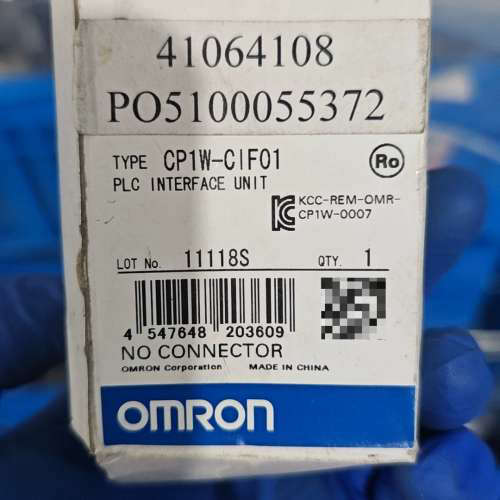 41064108
PO5100055372
TYPE CP1W-CIF01
Ro
PLC INTERFACE UNIT
KCC-REM-OMR-
CP1W-0007
LOT No. 11118S QTY. 1
4 547648 203609
NO CONNECTOR
OMRON Corporation MADE IN CHINA
OMRON